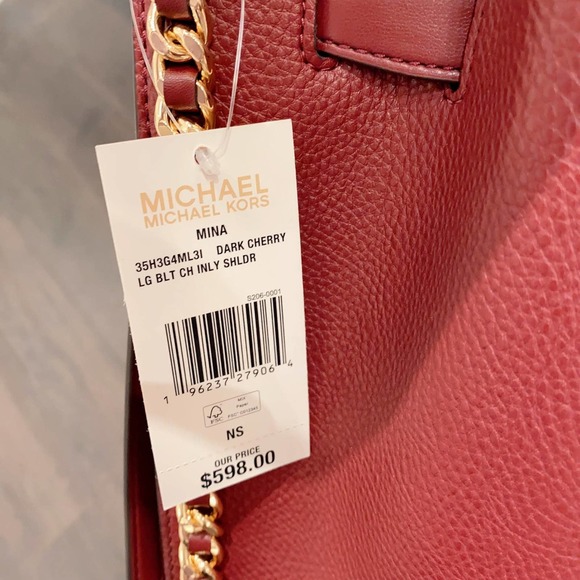 MICHAEL
MICHAEL KORS
MINA
35H3G4ML3I DARK CHERRY
LG BLT CH INLY SHLDR
S206-0001
1 96237 27906 4
FSC
NS
OUR PRICE
$598.00